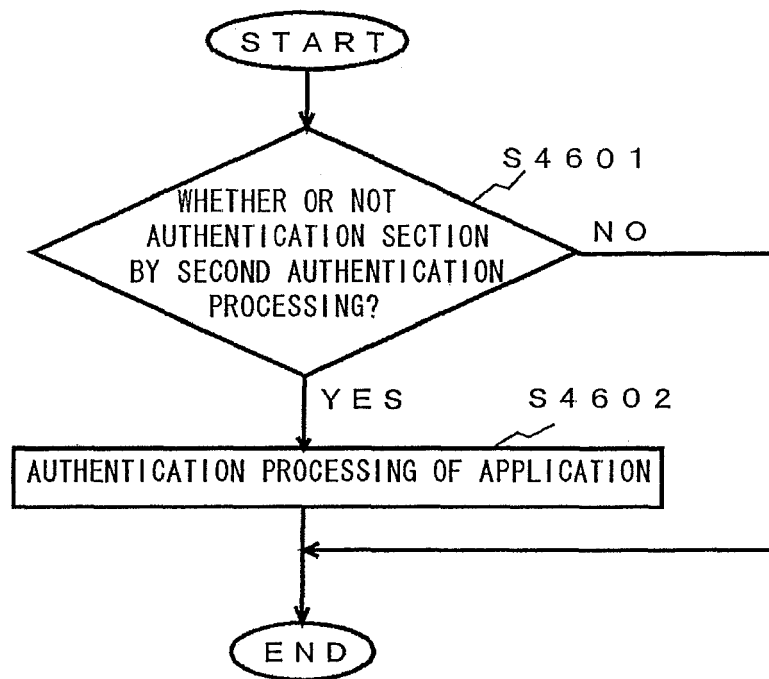 START
S4601
WHETHER OR NOT
AUTHENTICATION SECTION
BY SECOND AUTHENTICATION
PROCESSING?
NO
YES
S4602
AUTHENTICATION PROCESSING OF APPLICATION
END